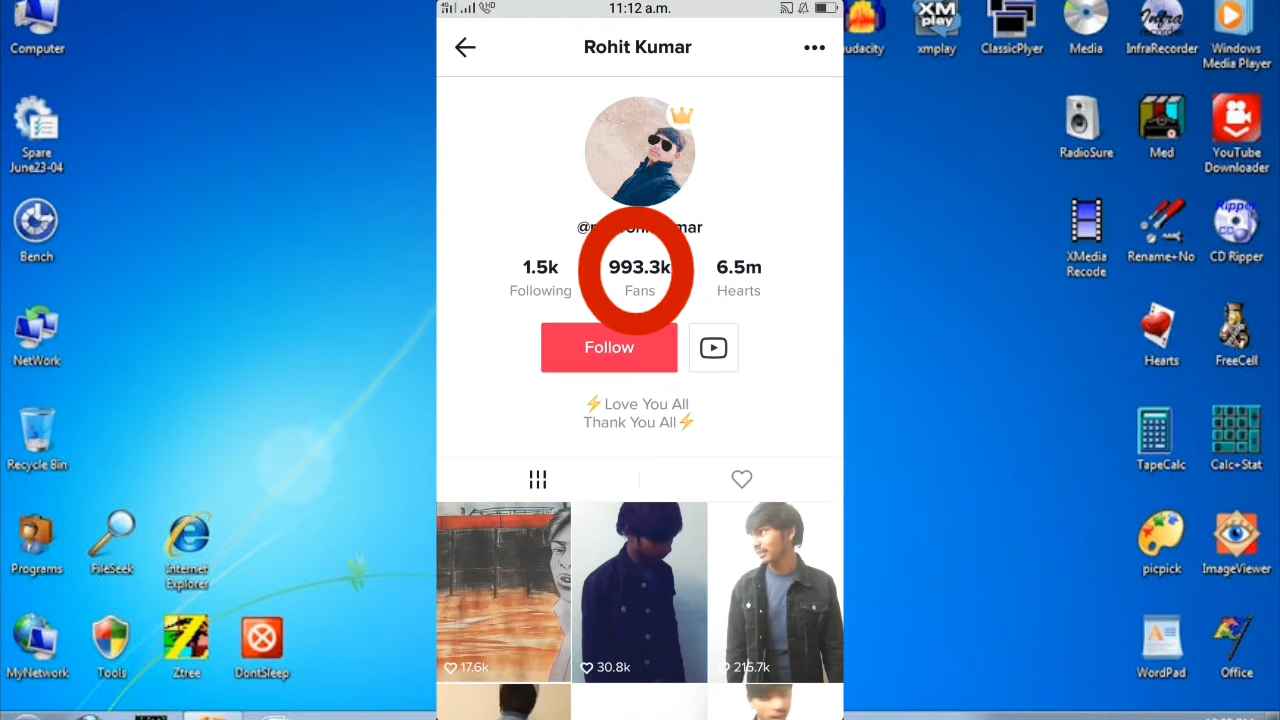 11:12 a.m.
Rohit Kumar
1.5k
993.3k
6.5m
Following
Fans
Hearts
Follow
⚡Love You All
Thank You All⚡
17.6k
30.8k
215.7k
Computer
Spare
June23-04
Bench
NetWork
Recycle Bin
Programs
FileSeek
Internet
Explorer
MyNetwork
Tools
Ztree
DontSleep
audacity
xmplay
ClassicPlyer
Media
InfraRecorder
Windows
Media Player
RadioSure
Med
YouTube
Downloader
XMedia
Recode
Rename+No
CD Ripper
Hearts
FreeCell
TapeCalc
Calc+Stat
picpick
ImageViewer
WordPad
Office